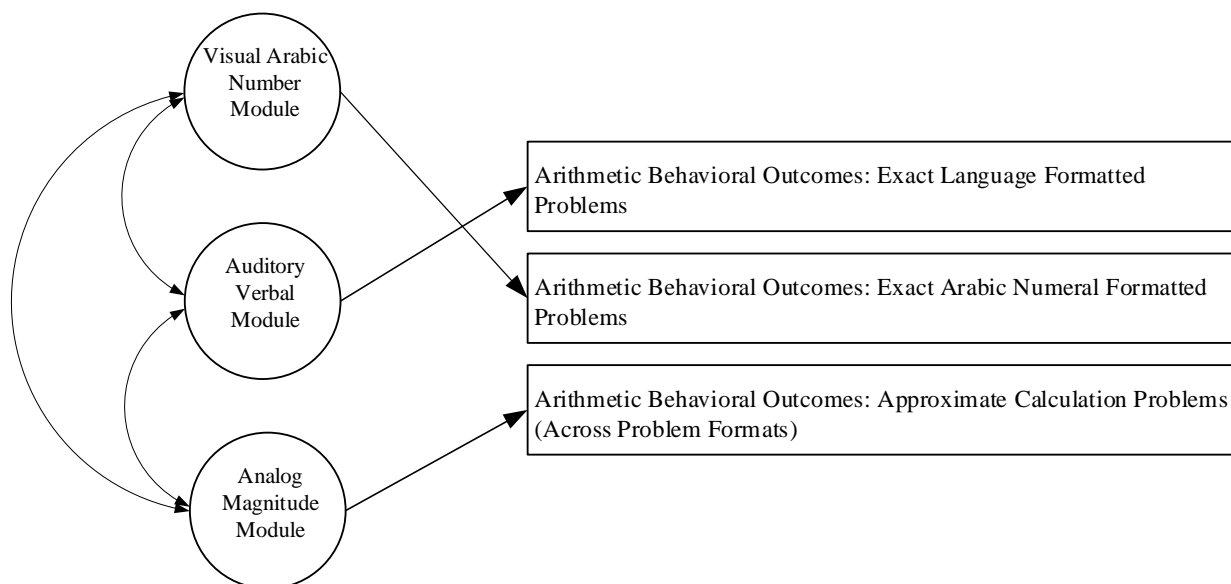 Visual Arabic
Number
Module
Auditory
Verbal
Module
Analog
Magnitude
Module
Arithmetic Behavioral Outcomes: Exact Language Formatted
Problems
Arithmetic Behavioral Outcomes: Exact Arabic Numeral Formatted
Problems
Arithmetic Behavioral Outcomes: Approximate Calculation Problems
(Across Problem Formats)